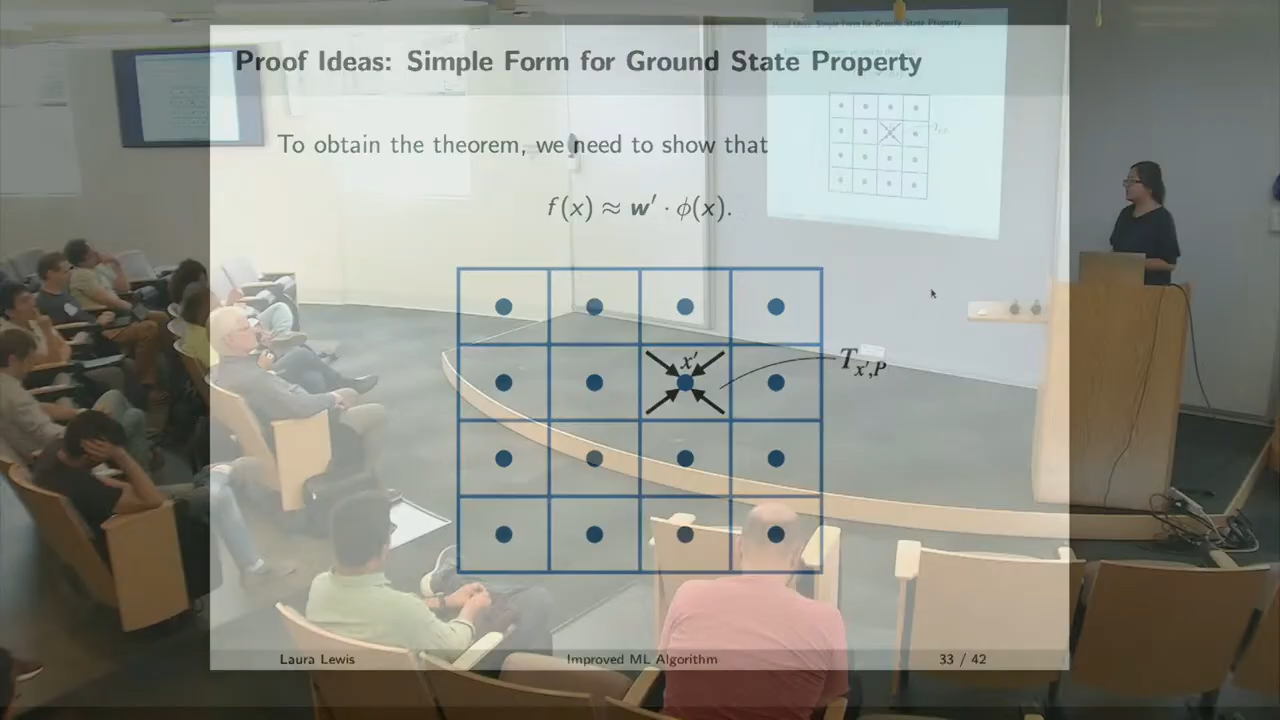 Proof Ideas: Simple Form for Ground State Property
To obtain the theorem, we need to show that
f(x) ≈ w′ · ϕ(x).
x′
T_{x′,P}
Laura Lewis
Improved ML Algorithm
33 / 42